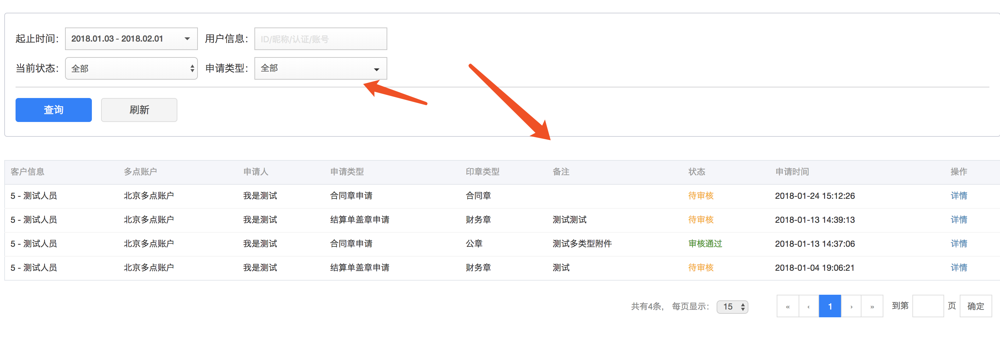 起止时间： 2018.01.03 - 2018.02.01 用户信息： ID/昵称/认证/账号
当前状态： 全部 申请类型： 全部
查询 刷新
客户信息 多点账户 申请人 申请类型 印章类型 备注 状态 申请时间 操作
5 - 测试人员 北京多点账户 我是测试 合同章申请 合同章 待审核 2018-01-24 15:12:26 详情
5 - 测试人员 北京多点账户 我是测试 结算单盖章申请 财务章 测试测试 待审核 2018-01-13 14:39:13 详情
5 - 测试人员 北京多点账户 我是测试 合同章申请 公章 测试多类型附件 审核通过 2018-01-13 14:37:06 详情
5 - 测试人员 北京多点账户 我是测试 结算单盖章申请 财务章 测试 待审核 2018-01-04 19:06:21 详情
共有4条， 每页显示： 15 « ‹ 1 › » 到第 页 确定